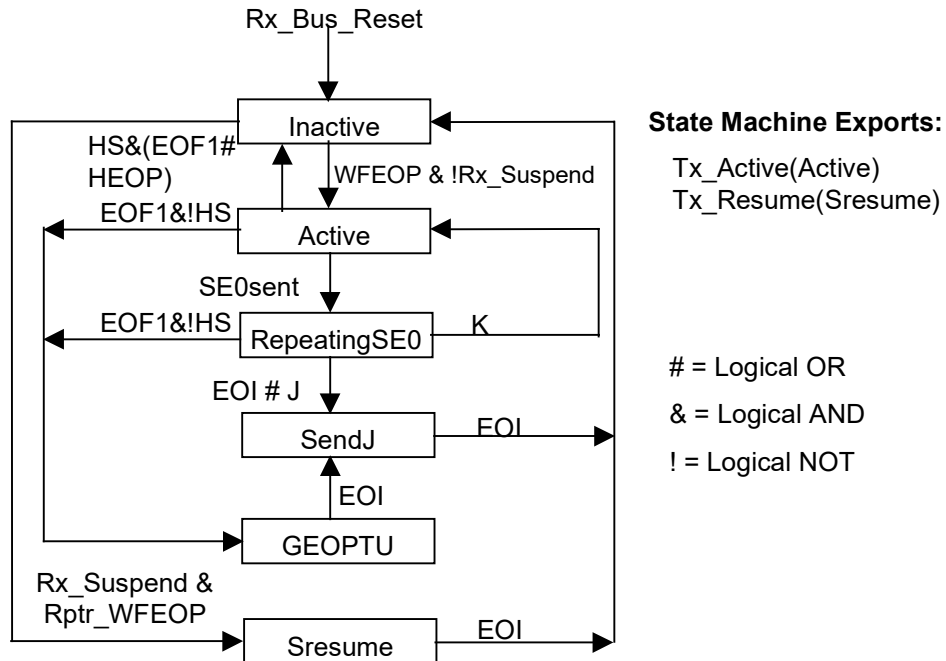 Rx_Bus_Reset
Inactive
HS&(EOF1#
HEOP)
WFEOP & !Rx_Suspend
EOF1&!HS
Active
SE0sent
EOF1&!HS
RepeatingSE0
K
EOI # J
SendJ
EOI
EOI
GEOPTU
Rx_Suspend &
Rptr_WFEOP
Sresume
EOI
State Machine Exports:
Tx_Active(Active)
Tx_Resume(Sresume)
# = Logical OR
& = Logical AND
! = Logical NOT